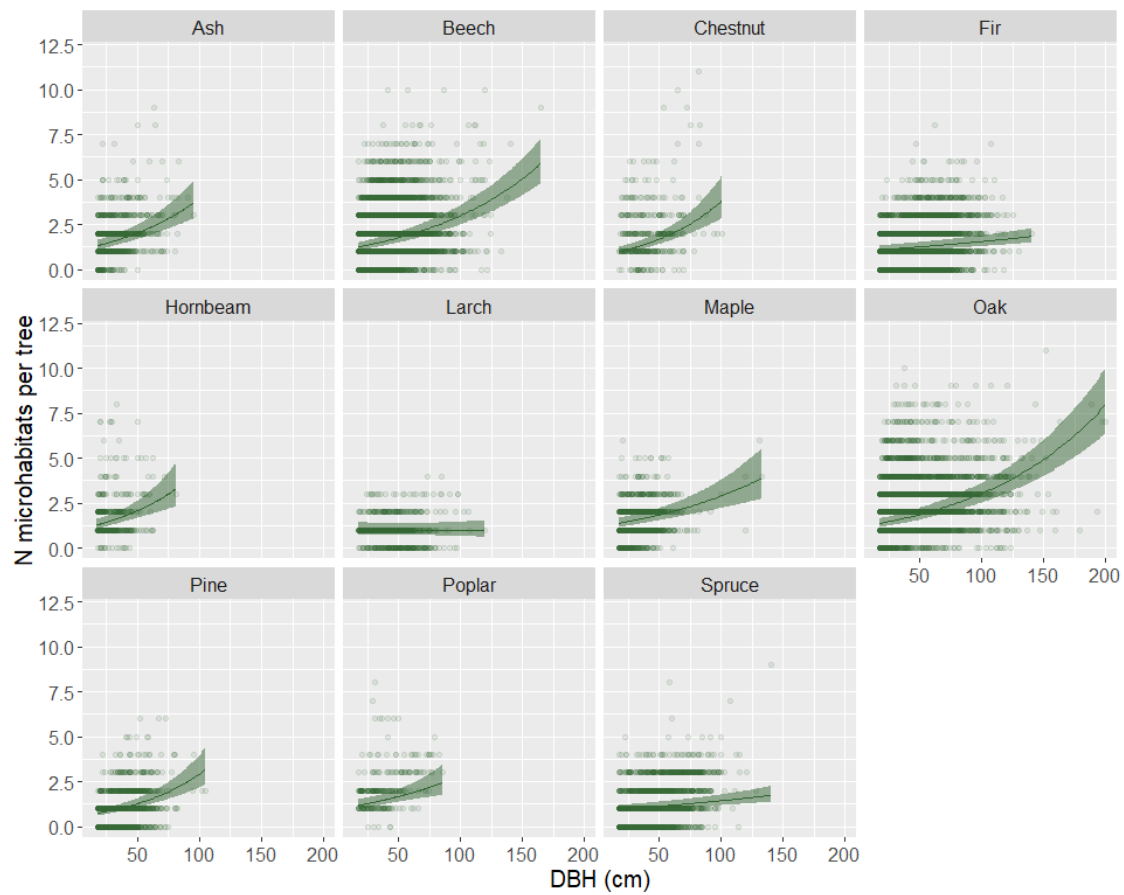 Ash Beech Chestnut Fir
12.5
10.0
7.5
5.0
2.5
0.0
Hornbeam Larch Maple Oak
12.5
10.0
7.5
5.0
2.5
0.0
50 100 150 200
Pine Poplar Spruce
12.5
10.0
7.5
5.0
2.5
0.0
50 100 150 200 50 100 150 200 50 100 150 200
DBH (cm)
N microhabitats per tree